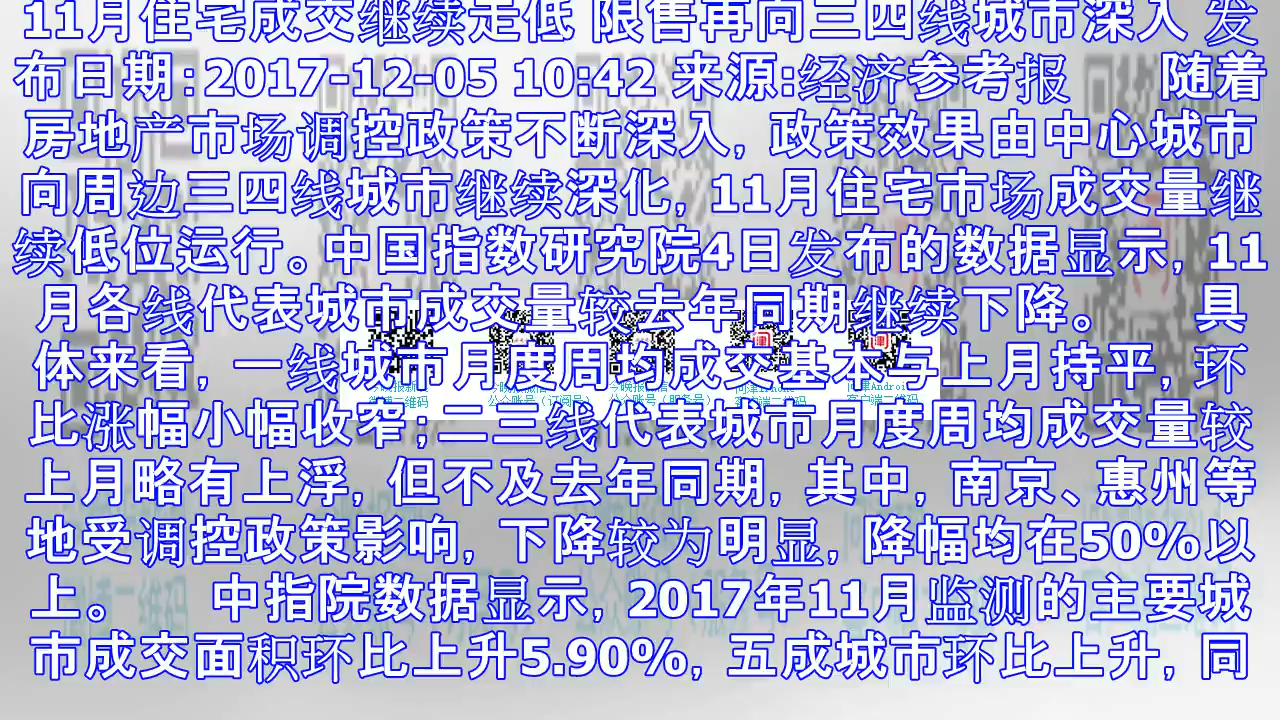 11月住宅成交继续走低 限售再向三四线城市深入 发
布日期:2017-12-05 10:42 来源:经济参考报 随着
房地产市场调控政策不断深入, 政策效果由中心城市
向周边三四线城市继续深化, 11月住宅市场成交量继
续低位运行。中国指数研究院4日发布的数据显示, 11
月各线代表城市成交量较去年同期继续下降。 具
体来看, 一线城市月度周均成交基本与上月持平, 环
比涨幅小幅收窄;二三线代表城市月度周均成交量较
上月略有上浮, 但不及去年同期, 其中, 南京、惠州等
地受调控政策影响, 下降较为明显, 降幅均在50%以
上。 中指院数据显示, 2017年11月监测的主要城
市成交面积环比上升5.90%, 五成城市环比上升, 同